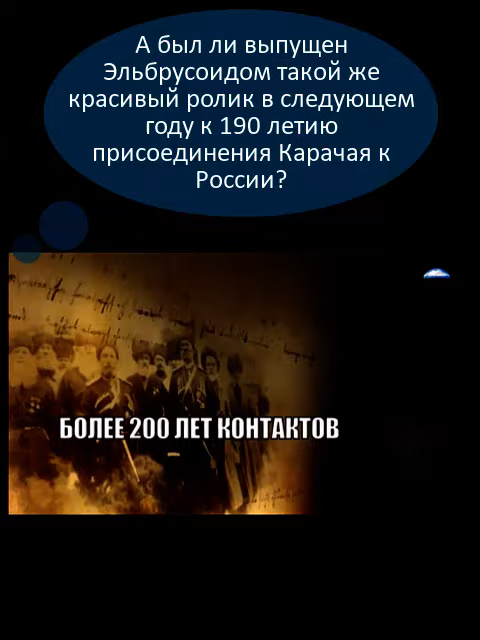 А был ли выпущен
Эльбрусоидом такой же
красивый ролик в следующем
году к 190 летию
присоединения Карачая к
России?
БОЛЕЕ 200 ЛЕТ КОНТАКТОВ